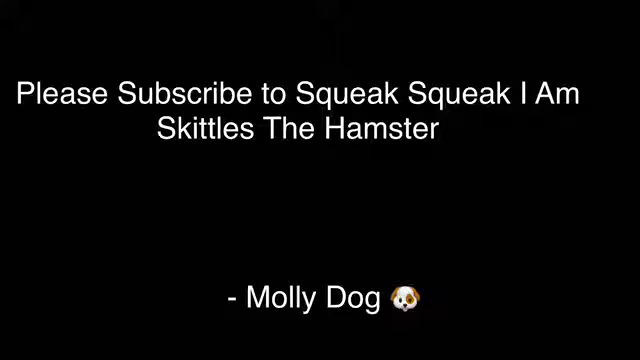 Please Subscribe to Squeak Squeak I Am
Skittles The Hamster
- Molly Dog 🐶